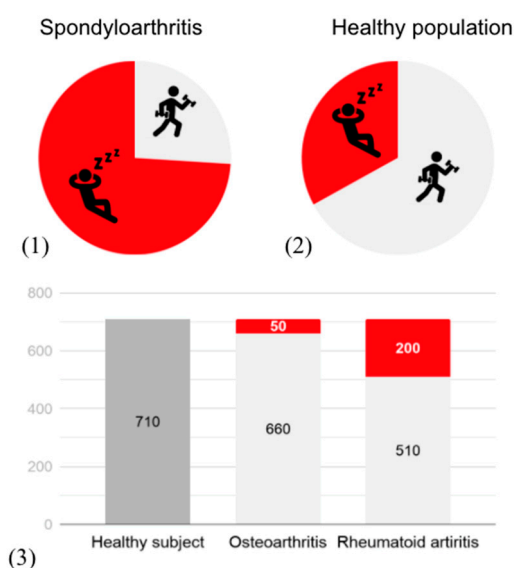 Spondyloarthritis
Healthy population
z z z
z z z
(1)
(2)
800
600
400
200
0
710
50
660
200
510
Healthy subject
Osteoarthritis
Rheumatoid artiritis
(3)